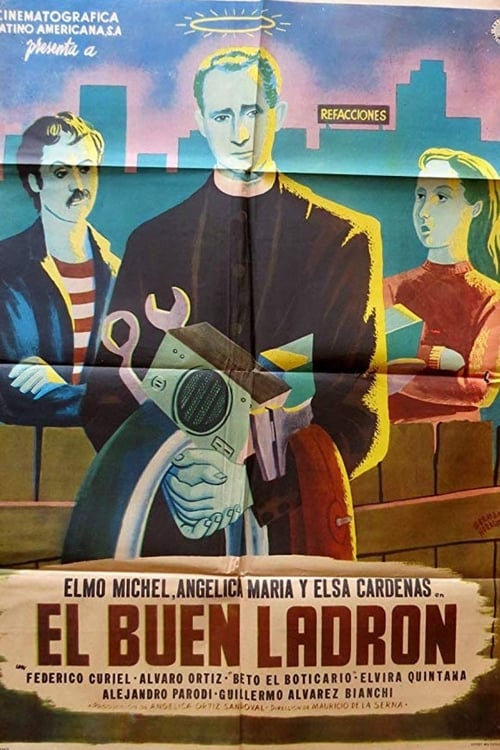 CINEMATOGRAFICA
LATINO AMERICANA, S.A
presenta a
REFACCIONES
ELMO MICHEL, ANGELICA MARIA Y ELSA CARDENAS en
EL BUEN LADRON
con FEDERICO CURIEL · ALVARO ORTIZ · "BETO EL BOTICARIO" · ELVIRA QUINTANA
ALEJANDRO PARODI · GUILLERMO ALVAREZ BIANCHI
PRODUCCION DE ANGELICA ORTIZ SANDOVAL · DIRECCION DE MAURICIO DE LA SERNA ·